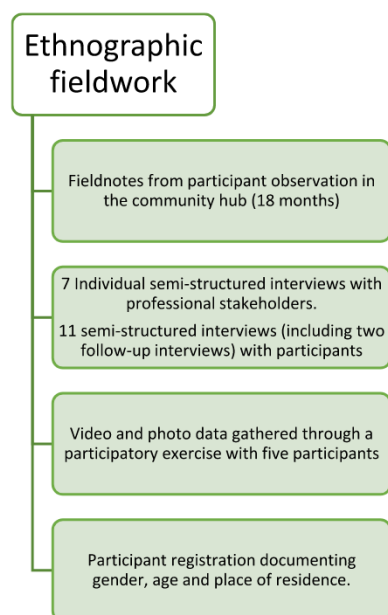 Ethnographic
fieldwork
Fieldnotes from participant observation in
the community hub (18 months)
7 Individual semi-structured interviews with
professional stakeholders.
11 semi-structured interviews (including two
follow-up interviews) with participants
Video and photo data gathered through a
participatory exercise with five participants
Participant registration documenting
gender, age and place of residence.